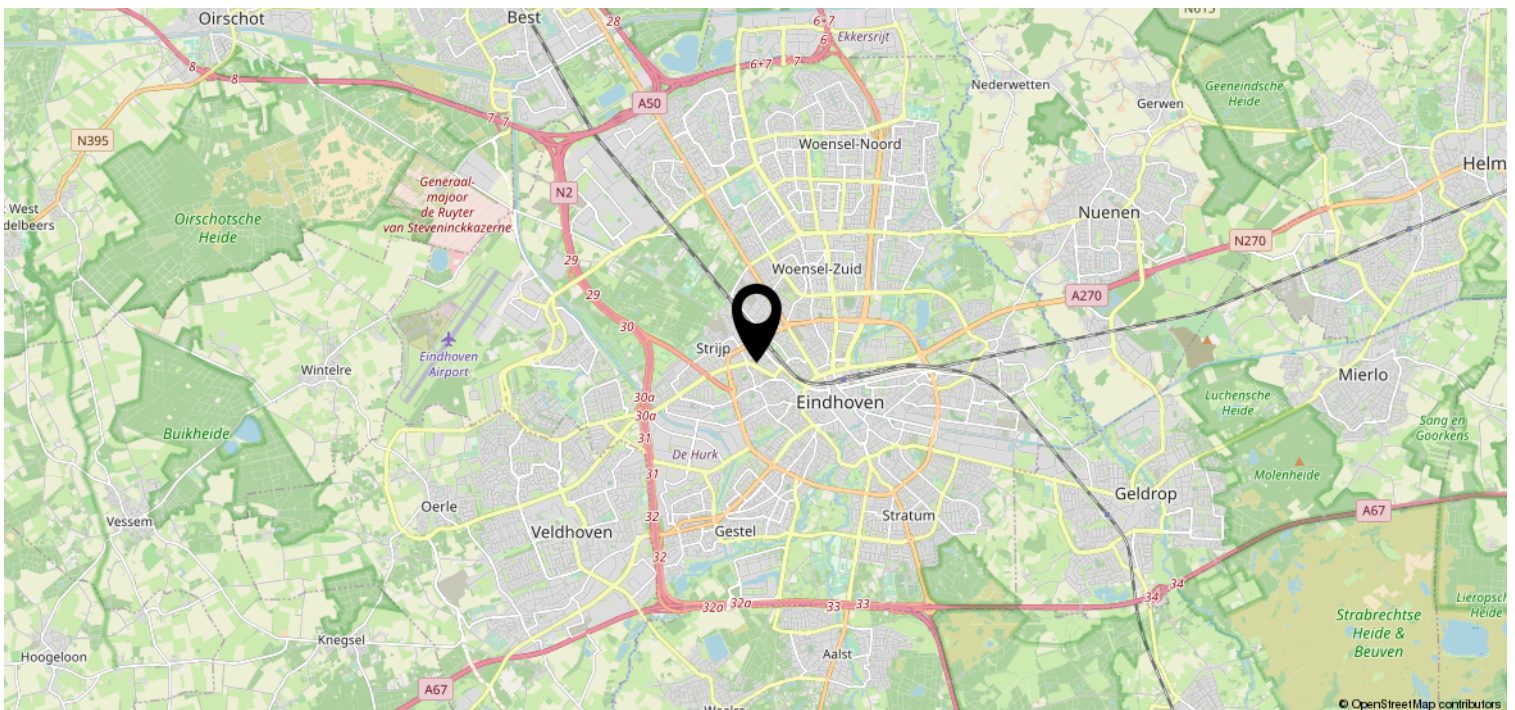 Oirschot
Best
28
6+7
N615
6
Ekkersrijt
8
8
6+7
7
Nederwetten
Geeneindsche
Heide
A50
Gerwen
7
7
N395
Woensel-Noord
Helm
Generaal-
majoor
de Ruyter
van Steveninckkazerne
N2
t West
delbeers
Oirschotsche
Heide
Nuenen
N270
29
Woensel-Zuid
29
A270
30
Strijp
Eindhoven
Airport
Wintelre
Mierlo
30a
Eindhoven
Luchensche
Heide
30a
31
Buikheide
Sang en
Goorkens
De Hurk
31
Molenheide
Oerle
Geldrop
Vessem
32
Stratum
A67
Veldhoven
Gestel
32
34
34
32a
32a
33
33
Lieropsch
Heide
Strabrechtse
Heide &
Beuven
Knegsel
Hoogeloon
Aalst
A67
Waalre
© OpenStreetMap contributors